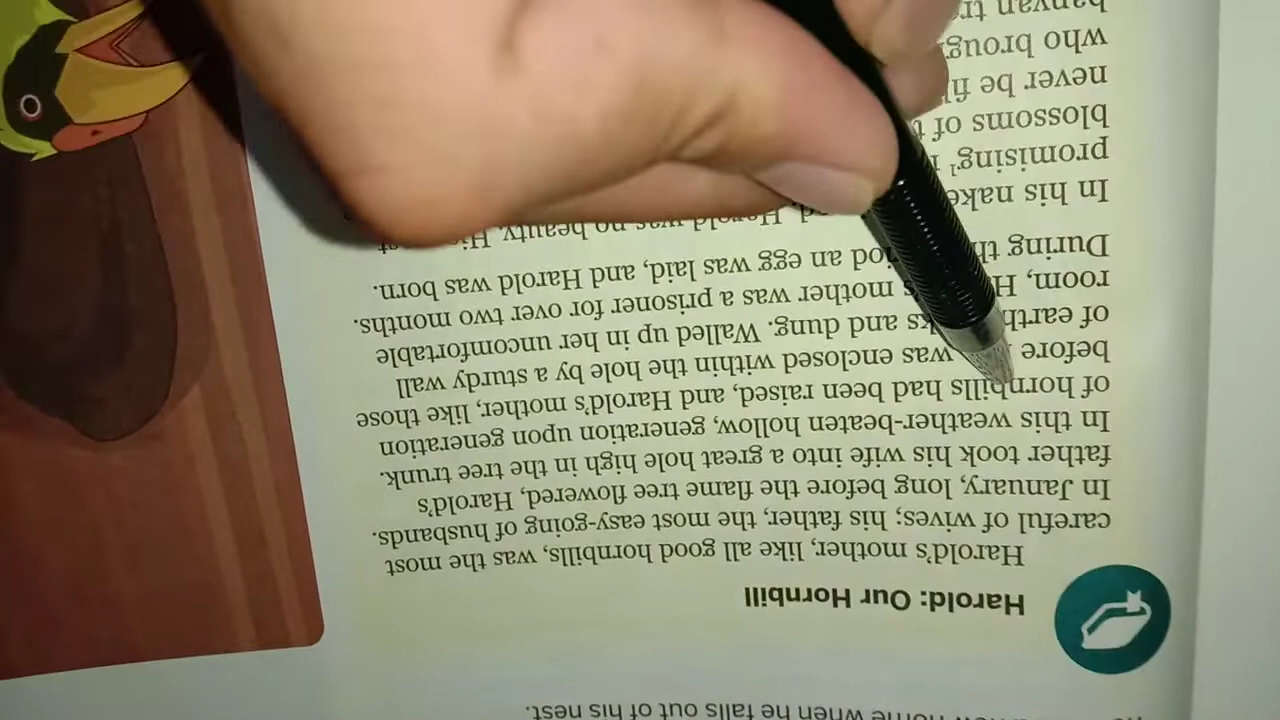 home when he falls out of his nest.
Harold: Our Hornbill
Harold's mother, like all good hornbills, was the most
careful of wives; his father, the most easy-going of husbands.
In January, long before the flame tree flowered, Harold's
father took his wife into a great hole high in the tree trunk.
In this weather-beaten hollow, generation upon generation
of hornbills had been raised, and Harold's mother, like those
before was enclosed within the hole by a sturdy wall
of earth and dung. Walled up in her uncomfortable
room, mother was a prisoner for over two months.
During an egg was laid, and Harold was born.
In his Harold was no beauty.
promising¹
blossoms of
never be
who
banyan